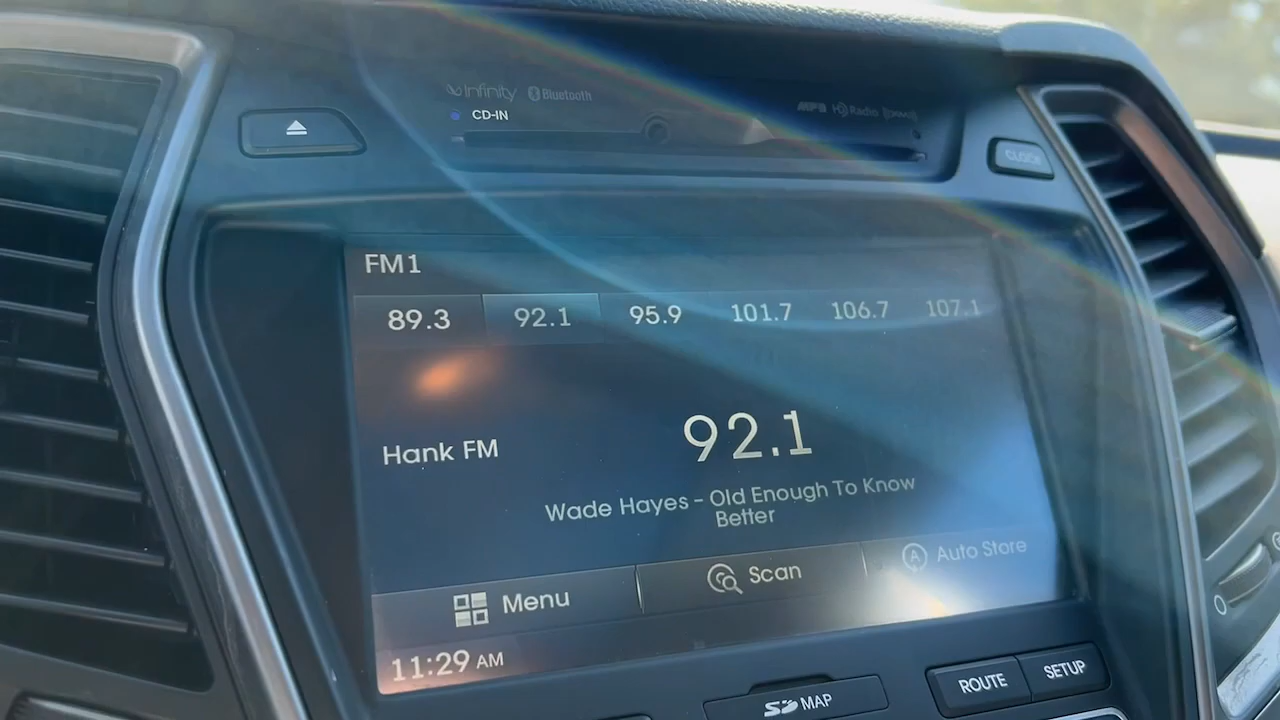 Infinity Bluetooth
MP3 HD Radio
CD-IN
CLOCK
FM1
89.3 92.1 95.9 101.7 106.7 107.1
92.1
Hank FM
Wade Hayes - Old Enough To Know
Better
Menu Scan A Auto Store
11:29 AM
ROUTE SETUP
SD MAP